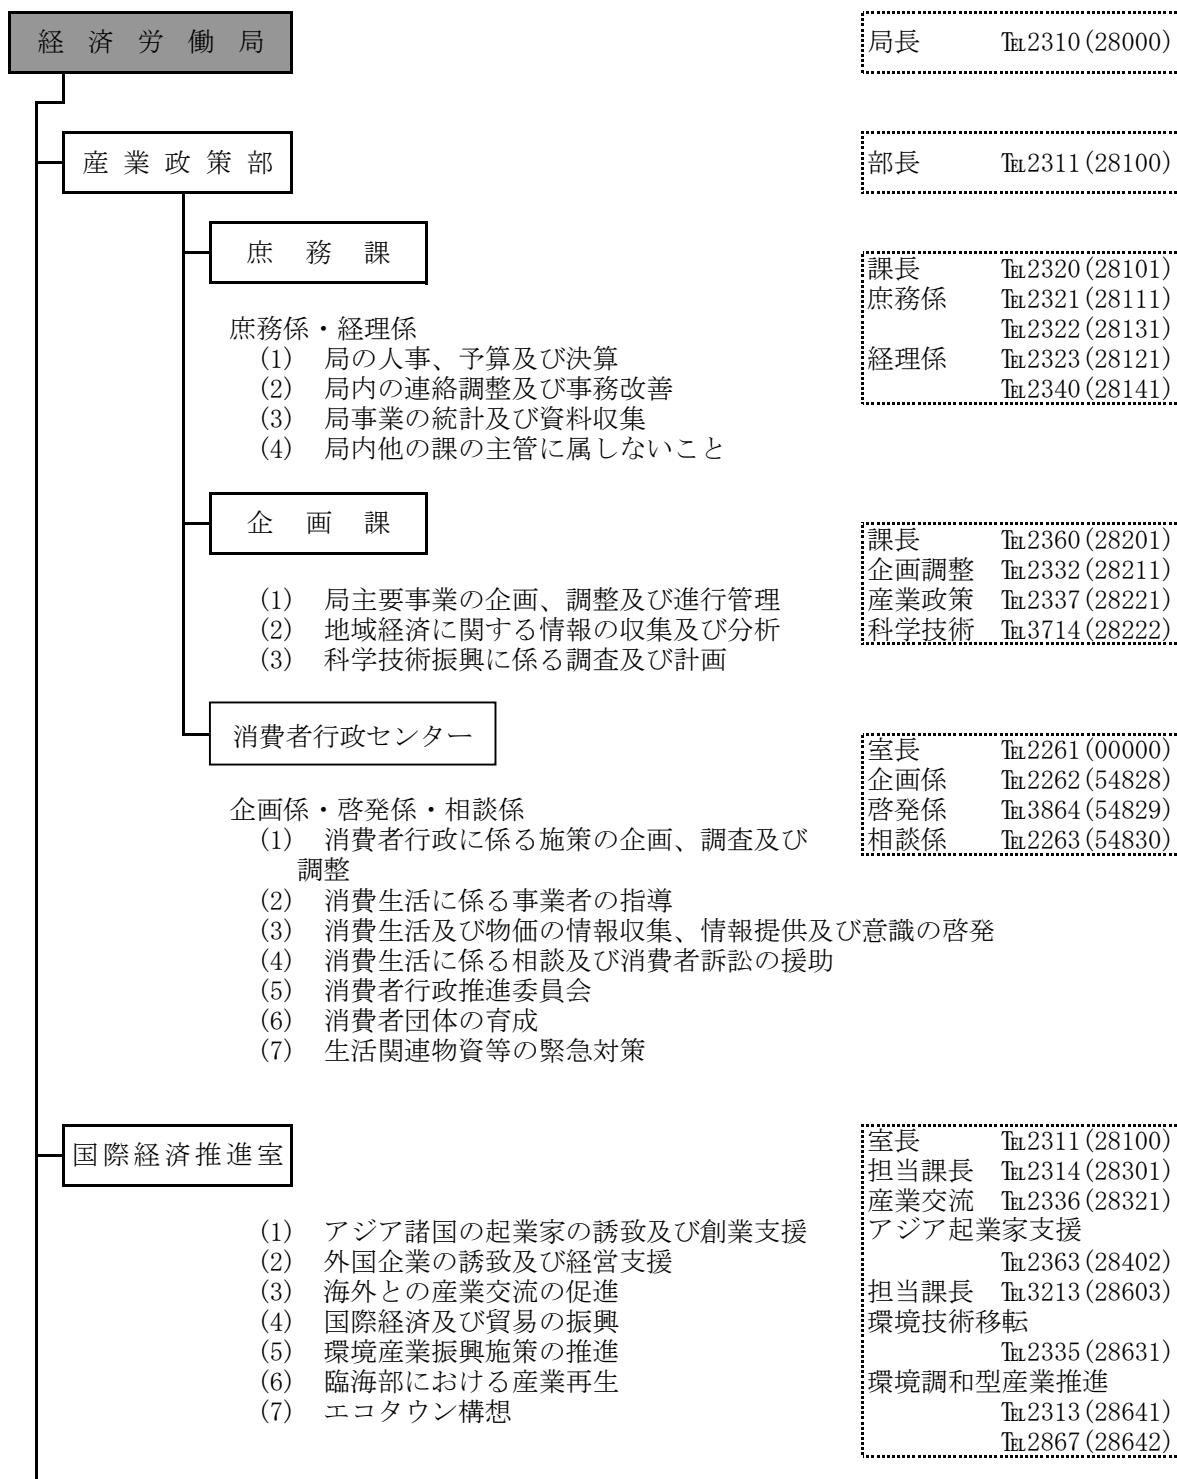 経済労働局
局長 ℡2310(28000)
産業政策部
部長 ℡2311(28100)
庶務課
課長 ℡2320(28101)
庶務係 ℡2321(28111)
℡2322(28131)
経理係 ℡2323(28121)
℡2340(28141)
庶務係・経理係
(1) 局の人事、予算及び決算
(2) 局内の連絡調整及び事務改善
(3) 局事業の統計及び資料収集
(4) 局内他の課の主管に属しないこと
企画課
課長 ℡2360(28201)
企画調整 ℡2332(28211)
産業政策 ℡2337(28221)
科学技術 ℡3714(28222)
(1) 局主要事業の企画、調整及び進行管理
(2) 地域経済に関する情報の収集及び分析
(3) 科学技術振興に係る調査及び計画
消費者行政センター
室長 ℡2261(00000)
企画係 ℡2262(54828)
啓発係 ℡3864(54829)
相談係 ℡2263(54830)
企画係・啓発係・相談係
(1) 消費者行政に係る施策の企画、調査及び
調整
(2) 消費生活に係る事業者の指導
(3) 消費生活及び物価の情報収集、情報提供及び意識の啓発
(4) 消費生活に係る相談及び消費者訴訟の援助
(5) 消費者行政推進委員会
(6) 消費者団体の育成
(7) 生活関連物資等の緊急対策
国際経済推進室
室長 ℡2311(28100)
担当課長 ℡2314(28301)
産業交流 ℡2336(28321)
アジア起業家支援
℡2363(28402)
担当課長 ℡3213(28603)
環境技術移転
℡2335(28631)
環境調和型産業推進
℡2313(28641)
℡2867(28642)
(1) アジア諸国の起業家の誘致及び創業支援
(2) 外国企業の誘致及び経営支援
(3) 海外との産業交流の促進
(4) 国際経済及び貿易の振興
(5) 環境産業振興施策の推進
(6) 臨海部における産業再生
(7) エコタウン構想